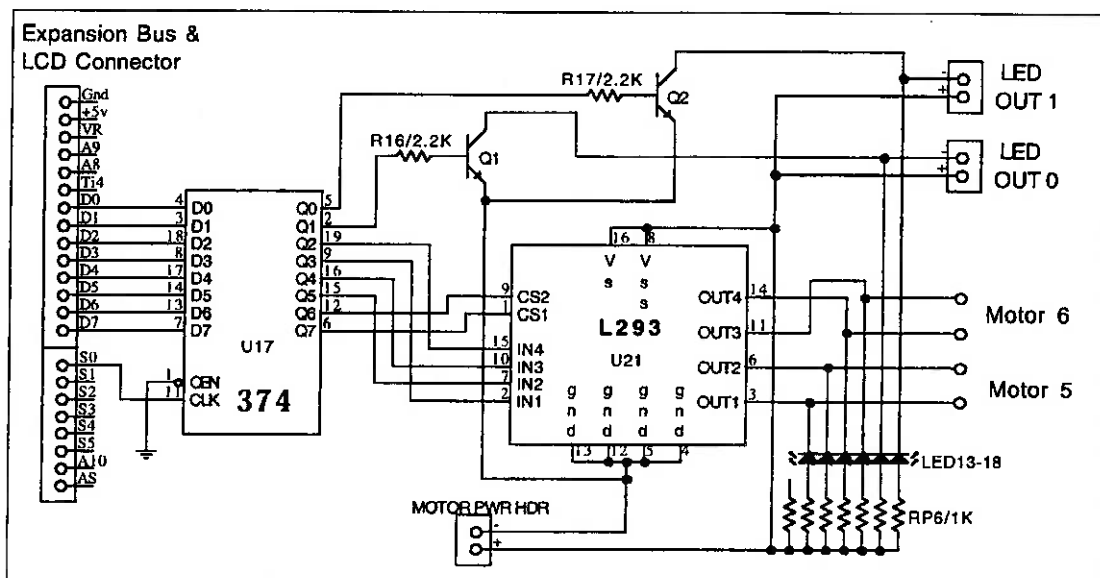 Expansion Bus &
LCD Connector
Gnd
+5v
VR
A9
A8
Ti4
D0
D1
D2
D3
D4
D5
D6
D7
S0
S1
S2
S3
S4
S5
A10
AS
4
3
18
8
17
14
13
7
1
11
D0
D1
D2
D3
D4
D5
D6
D7
OEN
CLK
U17
374
Q0
Q1
Q2
Q3
Q4
Q5
Q6
Q7
5
2
19
9
16
15
12
6
R16/2.2K
Q1
R17/2.2K
Q2
9
1
15
10
7
2
CS2
CS1
IN4
IN3
IN2
IN1
16
8
V s
V s s
L293
U21
gnd
gnd
gnd
gnd
13
12
5
4
OUT4
OUT3
OUT2
OUT1
14
11
6
3
-
+
LED
OUT 1
-
+
LED
OUT 0
Motor 6
Motor 5
LED13-18
RP6/1K
MOTOR PWR HDR
-
+